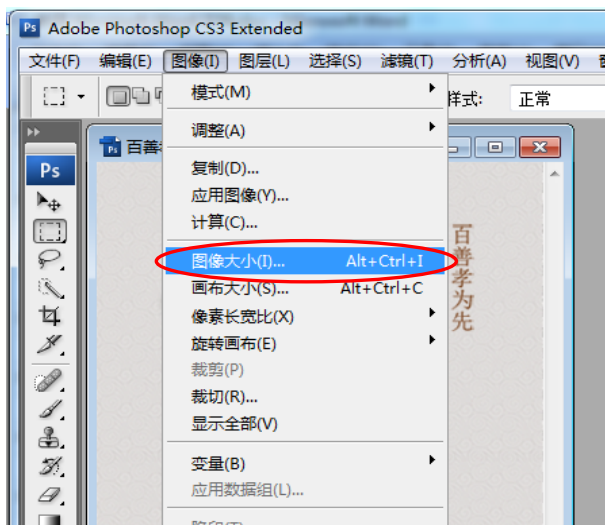 Ps Adobe Photoshop CS3 Extended
文件(F) 编辑(E) 图像(I) 图层(L) 选择(S) 滤镜(T) 分析(A) 视图(V)
样式: 正常
模式(M)
调整(A)
Ps
百善
复制(D)...
应用图像(Y)...
计算(C)...
图像大小(I)... Alt+Ctrl+I
画布大小(S)... Alt+Ctrl+C
像素长宽比(X)
旋转画布(E)
裁剪(P)
裁切(R)...
显示全部(V)
变量(B)
应用数据组(L)...
百善孝为先